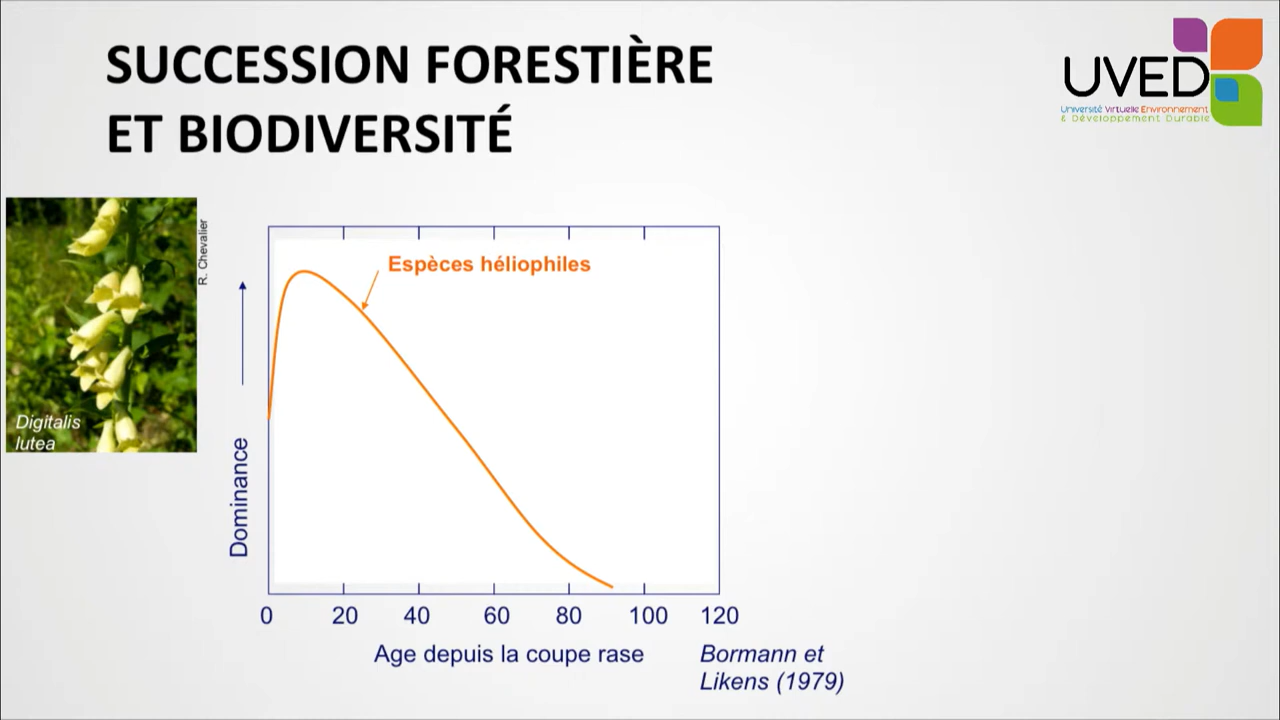 SUCCESSION FORESTIÈRE
ET BIODIVERSITÉ
UVED
Université Virtuelle Environnement
& Développement Durable
R. Chevalier
Digitalis
lutea
Espèces héliophiles
Dominance
0 20 40 60 80 100 120
Age depuis la coupe rase
Bormann et
Likens (1979)